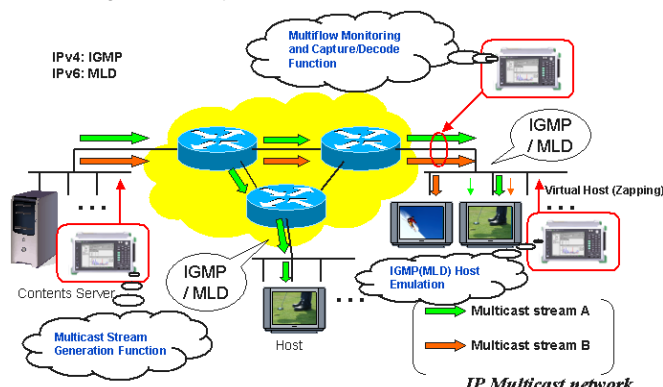 Multiflow Monitoring
and Capture/Decode
Function
IPv4: IGMP
IPv6: MLD
IGMP
/ MLD
Virtual Host (Zapping)
...
...
IGMP
/ MLD
Contents Server
IGMP(MLD) Host
Emulation
...
Multicast Stream
Generation Function
Host
Multicast stream A
Multicast stream B
IP Multicast network